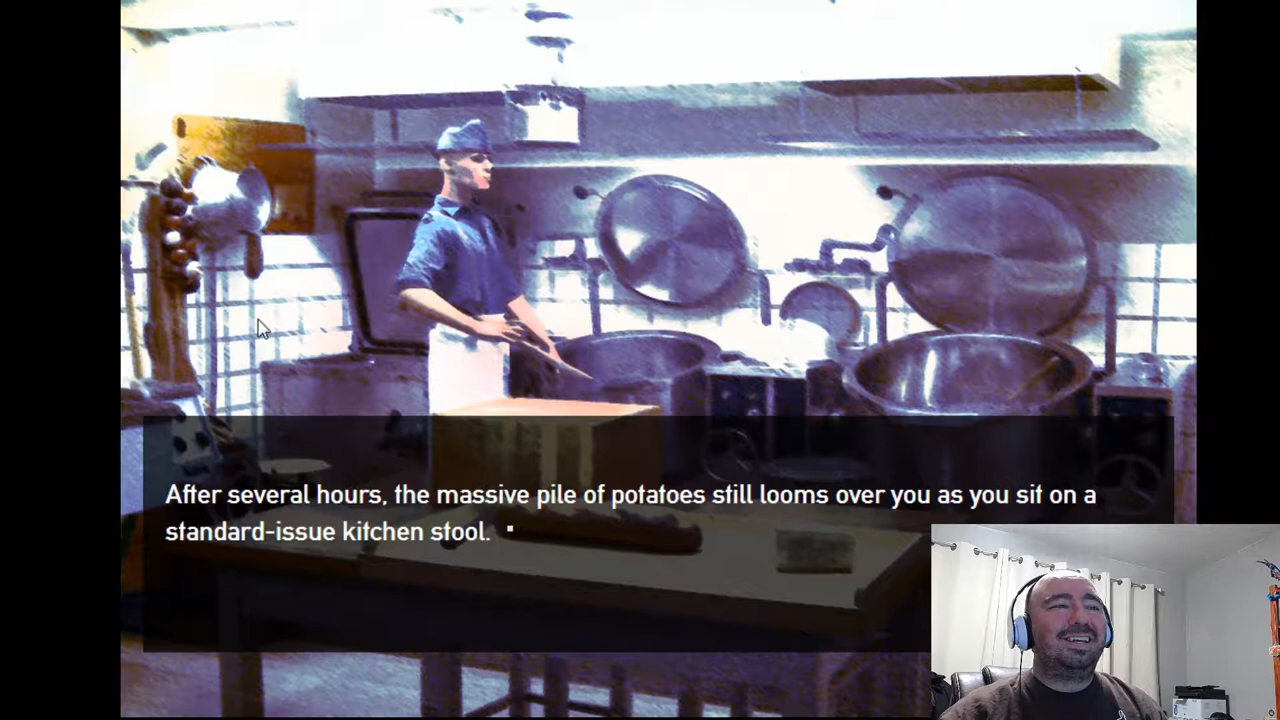 After several hours, the massive pile of potatoes still looms over you as you sit on a
standard-issue kitchen stool.